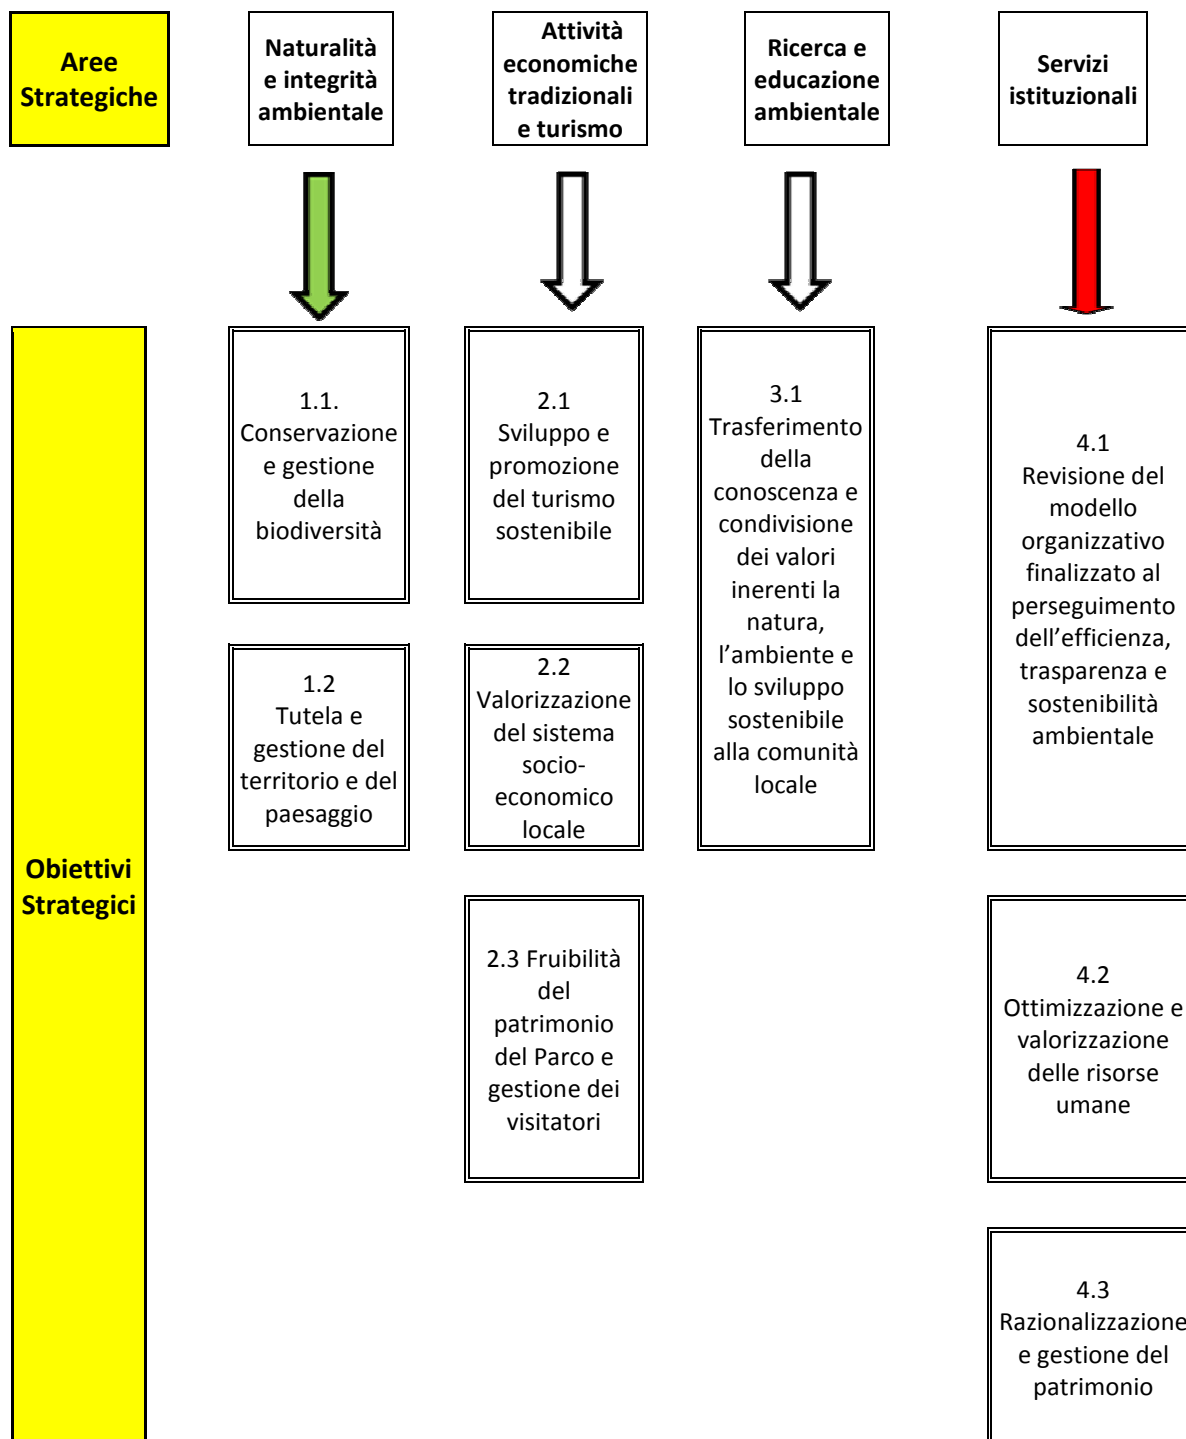 Aree
Strategiche
Naturalità
e integrità
ambientale
Attività
economiche
tradizionali
e turismo
Ricerca e
educazione
ambientale
Servizi
istituzionali
Obiettivi
Strategici
1.1.
Conservazione
e gestione
della
biodiversità
1.2
Tutela e
gestione del
territorio e del
paesaggio
2.1
Sviluppo e
promozione
del turismo
sostenibile
2.2
Valorizzazione
del sistema
socio-
economico
locale
2.3 Fruibilità
del
patrimonio
del Parco e
gestione dei
visitatori
3.1
Trasferimento
della
conoscenza e
condivisione
dei valori
inerenti la
natura,
l’ambiente e
lo sviluppo
sostenibile
alla comunità
locale
4.1
Revisione del
modello
organizzativo
finalizzato al
perseguimento
dell’efficienza,
trasparenza e
sostenibilità
ambientale
4.2
Ottimizzazione e
valorizzazione
delle risorse
umane
4.3
Razionalizzazione
e gestione del
patrimonio